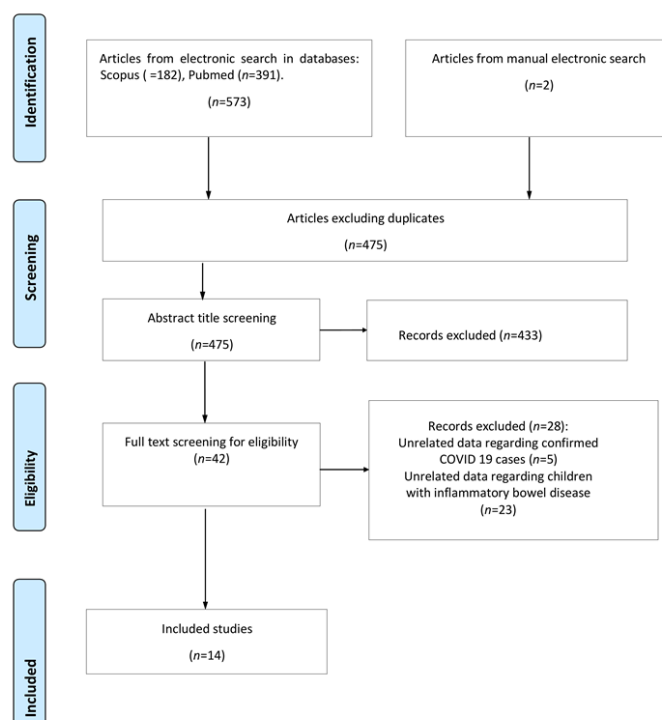 Identification
Articles from electronic search in databases:
Scopus ( =182), Pubmed (n=391).
(n=573)
Articles from manual electronic search
(n=2)
Screening
Articles excluding duplicates
(n=475)
Abstract title screening
(n=475)
Records excluded (n=433)
Eligibility
Full text screening for eligibility
(n=42)
Records excluded (n=28):
Unrelated data regarding confirmed
COVID 19 cases (n=5)
Unrelated data regarding children
with inflammatory bowel disease
(n=23)
Included
Included studies
(n=14)